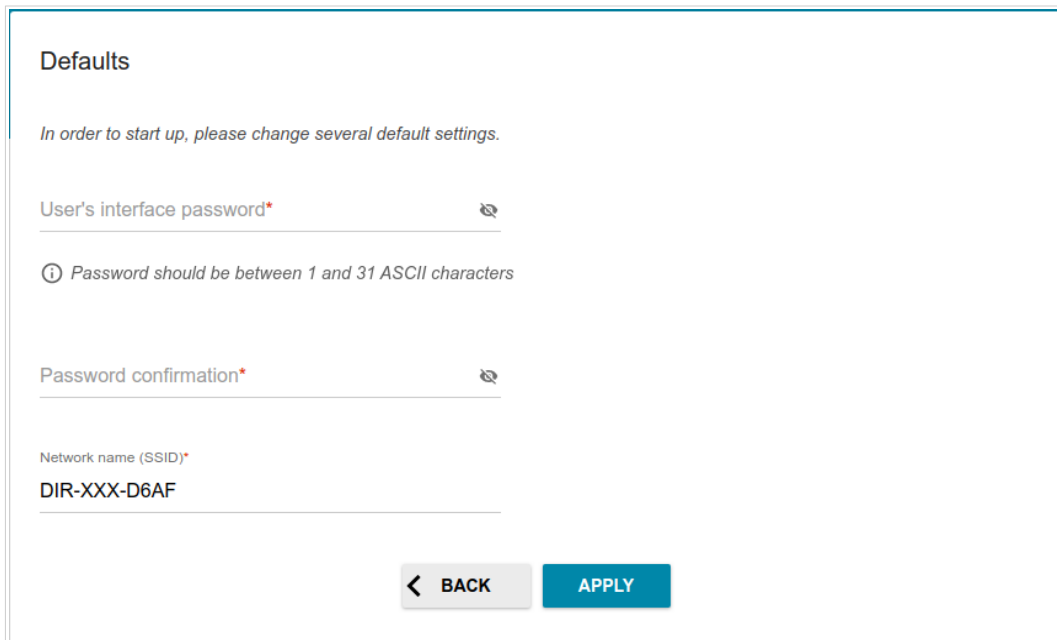 Defaults
In order to start up, please change several default settings.
User's interface password*
Password should be between 1 and 31 ASCII characters
Password confirmation*
Network name (SSID)*
DIR-XXX-D6AF
BACK
APPLY